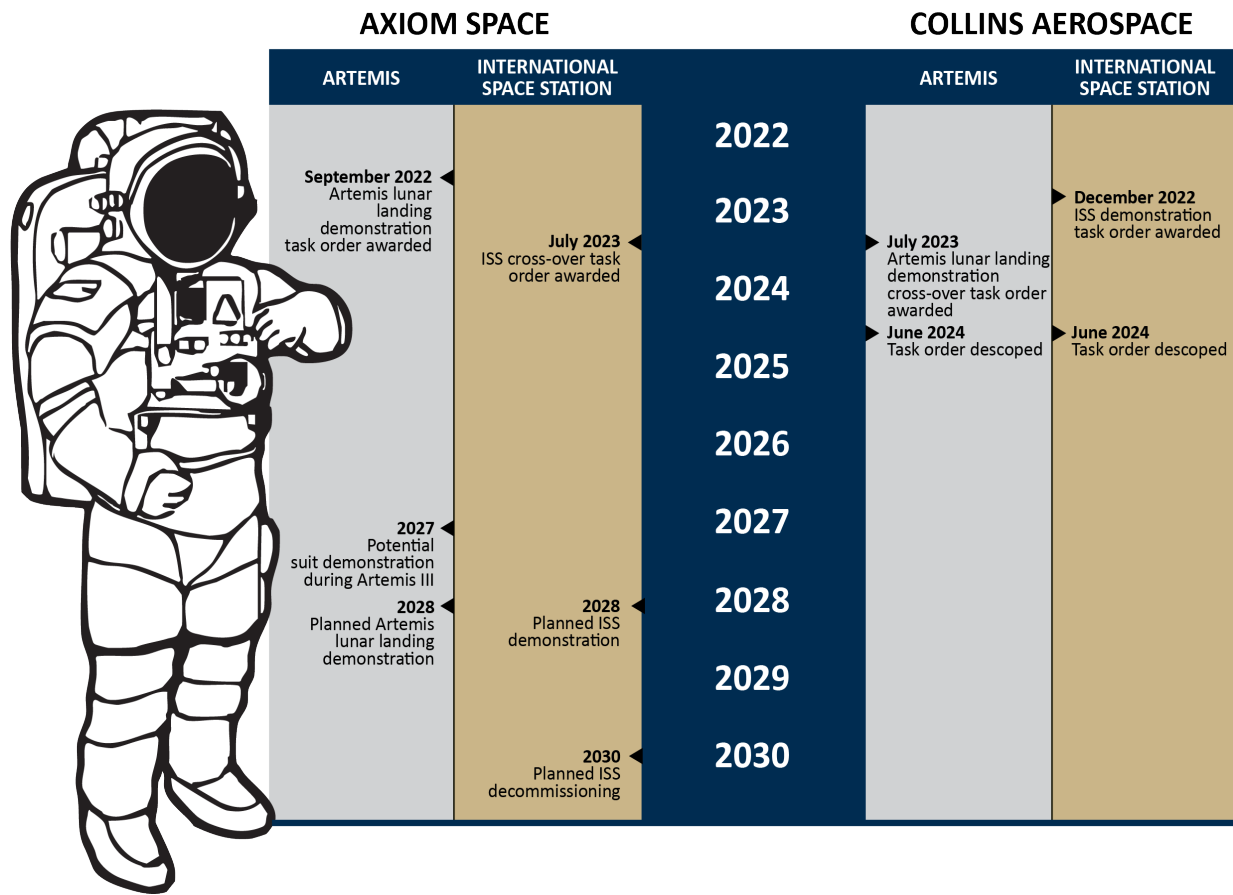 AXIOM SPACE
COLLINS AEROSPACE
ARTEMIS
INTERNATIONAL
SPACE STATION
ARTEMIS
INTERNATIONAL
SPACE STATION
September 2022
Artemis lunar
landing
demonstration
task order awarded
2027
Potential
suit demonstration
during Artemis III
2028
Planned Artemis
lunar landing
demonstration
July 2023
ISS cross-over task
order awarded
2028
Planned ISS
demonstration
2030
Planned ISS
decommissioning
2022
2023
2024
2025
2026
2027
2028
2029
2030
July 2023
Artemis lunar landing
demonstration
cross-over task order
awarded
June 2024
Task order descoped
December 2022
ISS demonstration
task order awarded
June 2024
Task order descoped